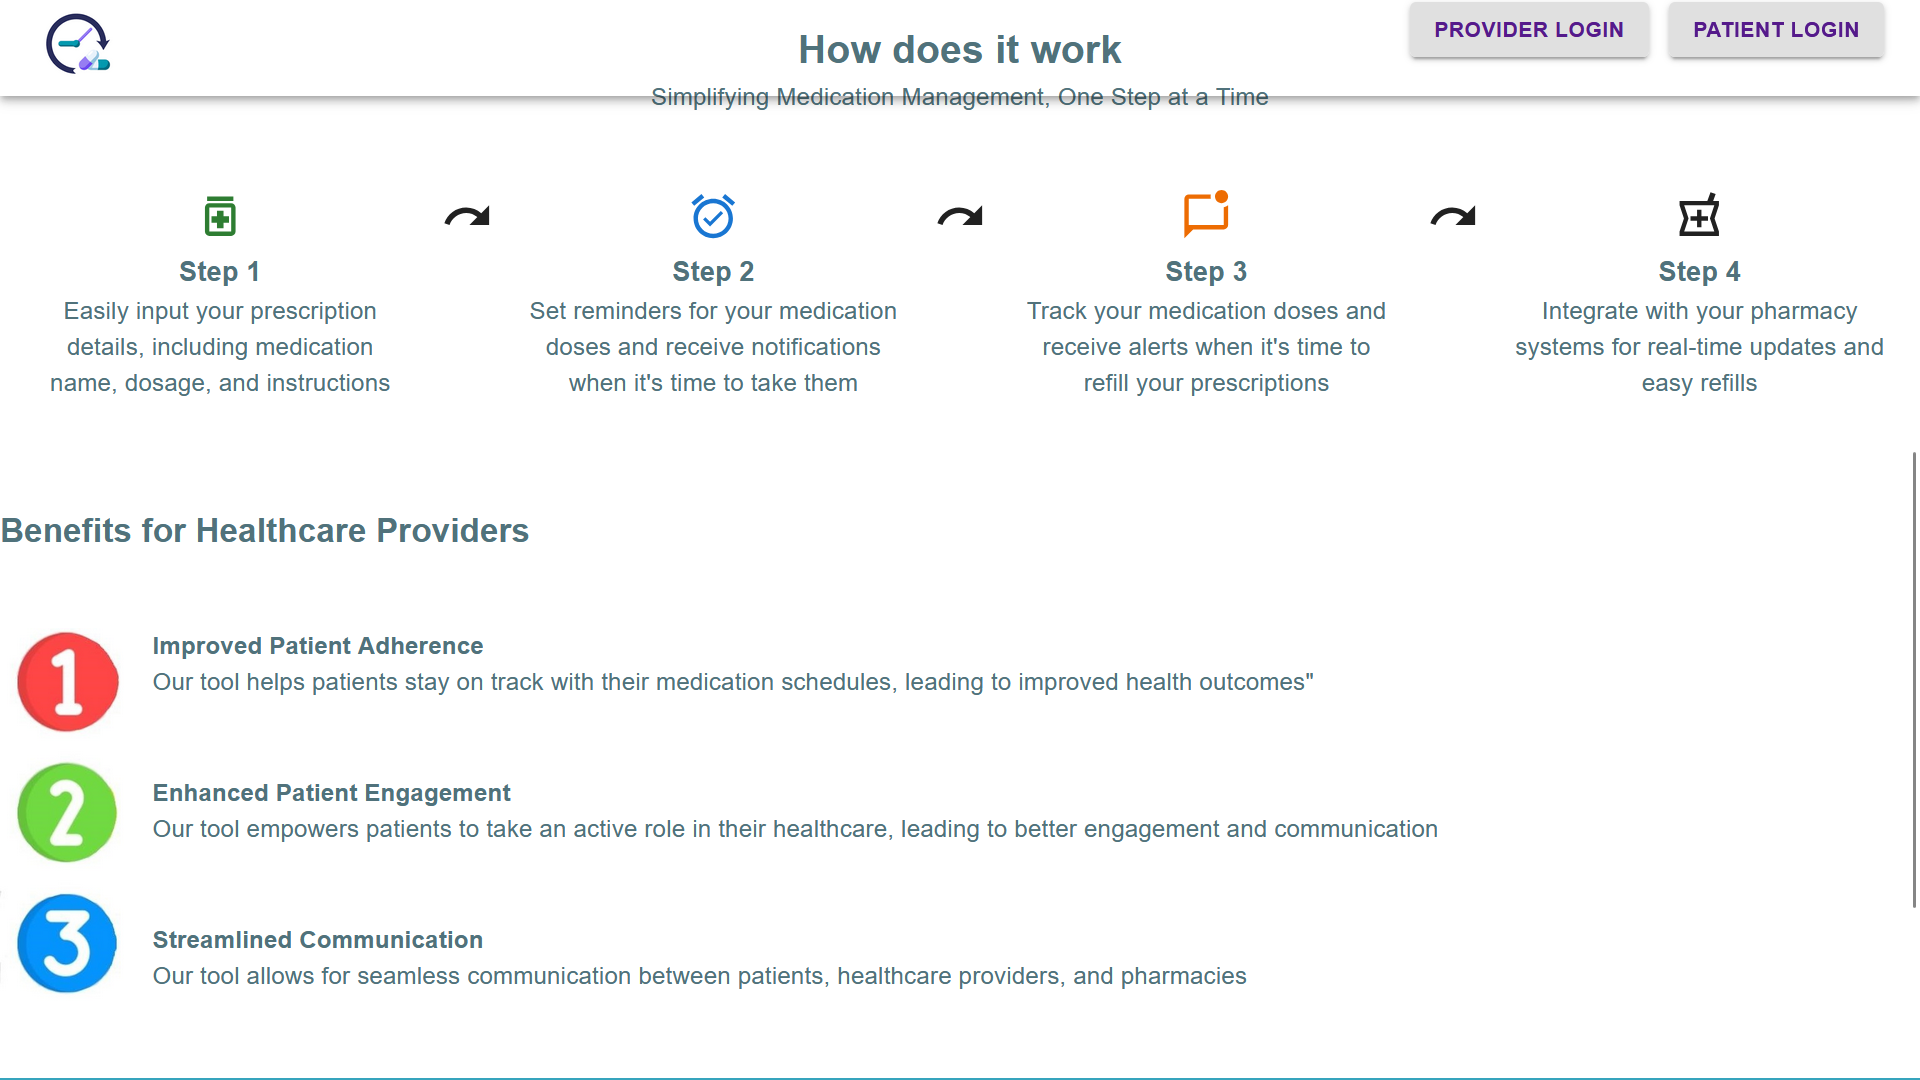 PROVIDER LOGIN
PATIENT LOGIN
How does it work
Simplifying Medication Management, One Step at a Time
Step 1
Easily input your prescription
details, including medication
name, dosage, and instructions
Step 2
Set reminders for your medication
doses and receive notifications
when it's time to take them
Step 3
Track your medication doses and
receive alerts when it's time to
refill your prescriptions
Step 4
Integrate with your pharmacy
systems for real-time updates and
easy refills
Benefits for Healthcare Providers
1
Improved Patient Adherence
Our tool helps patients stay on track with their medication schedules, leading to improved health outcomes"
2
Enhanced Patient Engagement
Our tool empowers patients to take an active role in their healthcare, leading to better engagement and communication
3
Streamlined Communication
Our tool allows for seamless communication between patients, healthcare providers, and pharmacies